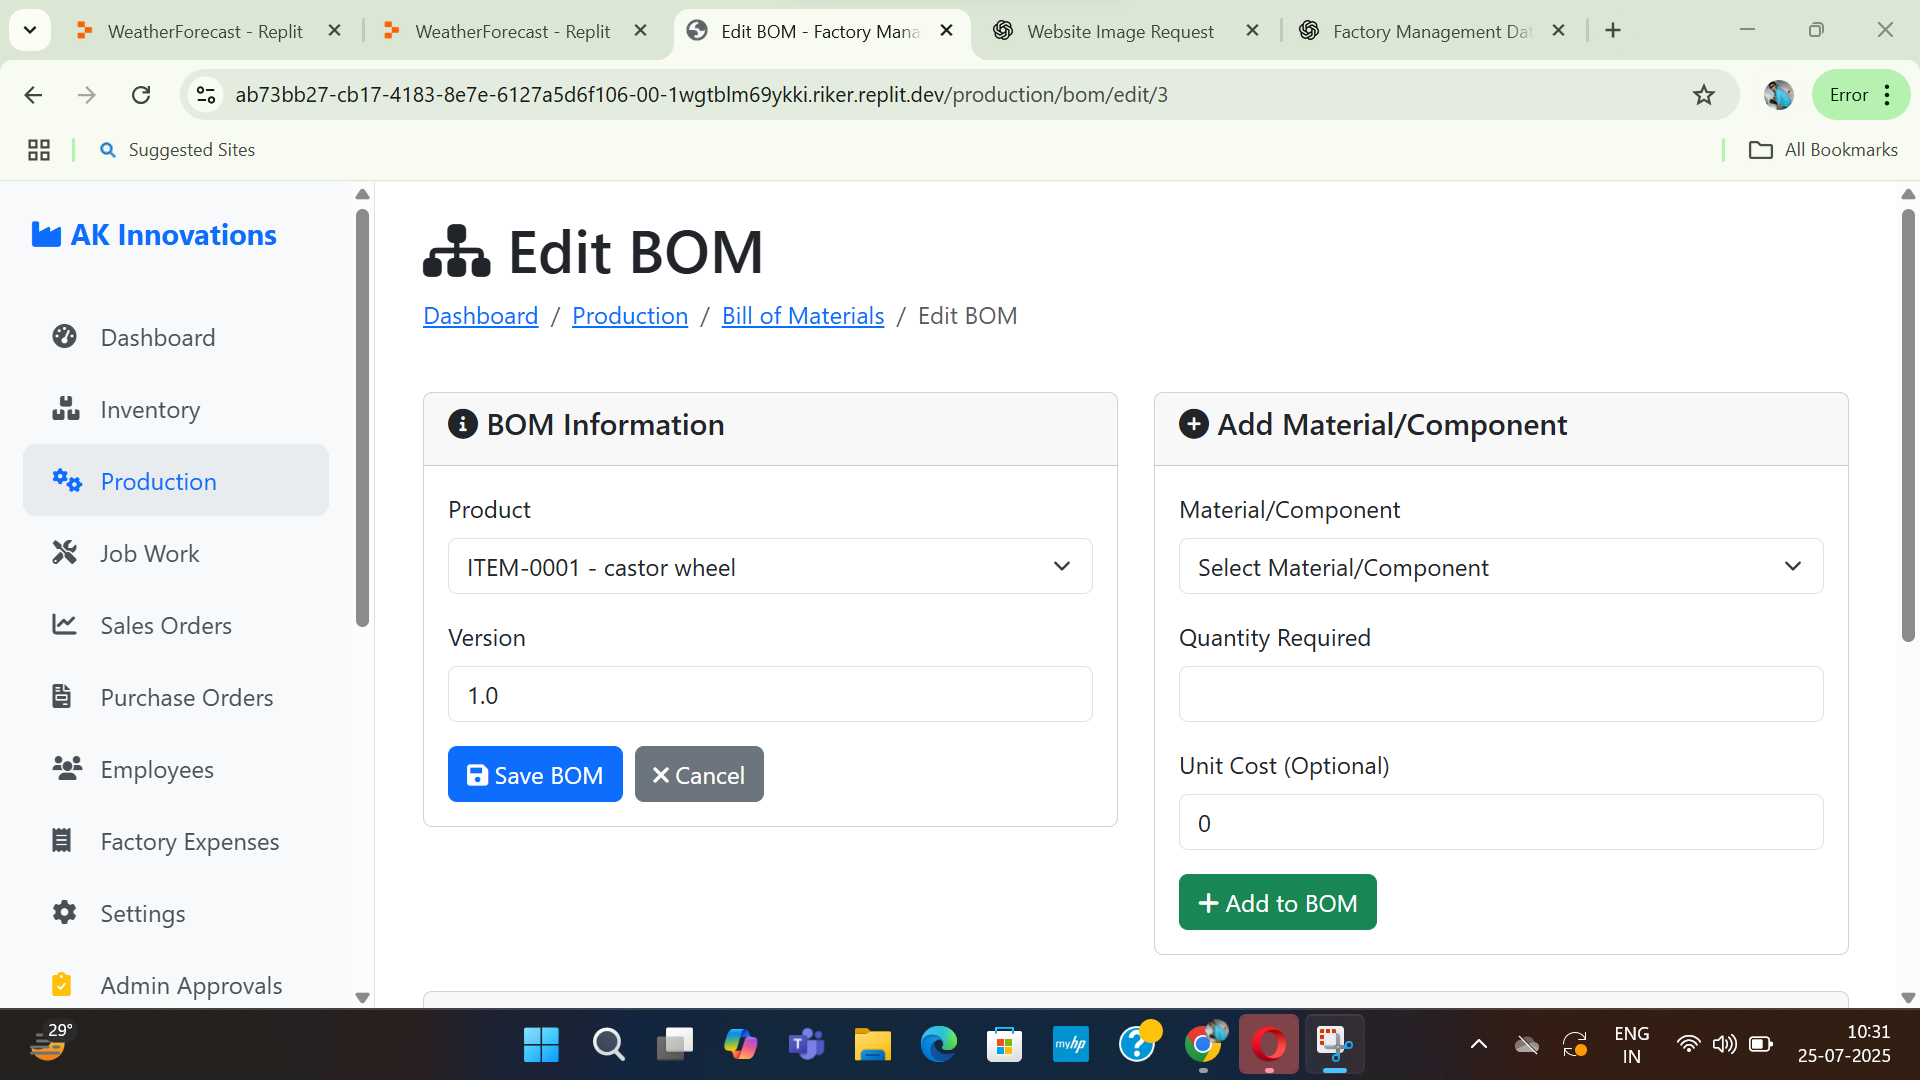 WeatherForecast - Replit
WeatherForecast - Replit
Edit BOM - Factory Mana
Website Image Request
Factory Management Dat
ab73bb27-cb17-4183-8e7e-6127a5d6f106-00-1wgtblm69ykki.riker.replit.dev/production/bom/edit/3
Error
Suggested Sites
All Bookmarks
AK Innovations
Dashboard
Inventory
Production
Job Work
Sales Orders
Purchase Orders
Employees
Factory Expenses
Settings
Admin Approvals
Edit BOM
Dashboard / Production / Bill of Materials / Edit BOM
BOM Information
Product
ITEM-0001 - castor wheel
Version
1.0
Save BOM
Cancel
Add Material/Component
Material/Component
Select Material/Component
Quantity Required
Unit Cost (Optional)
0
Add to BOM
29°
T
myhp
?
ENG
IN
10:31
25-07-2025